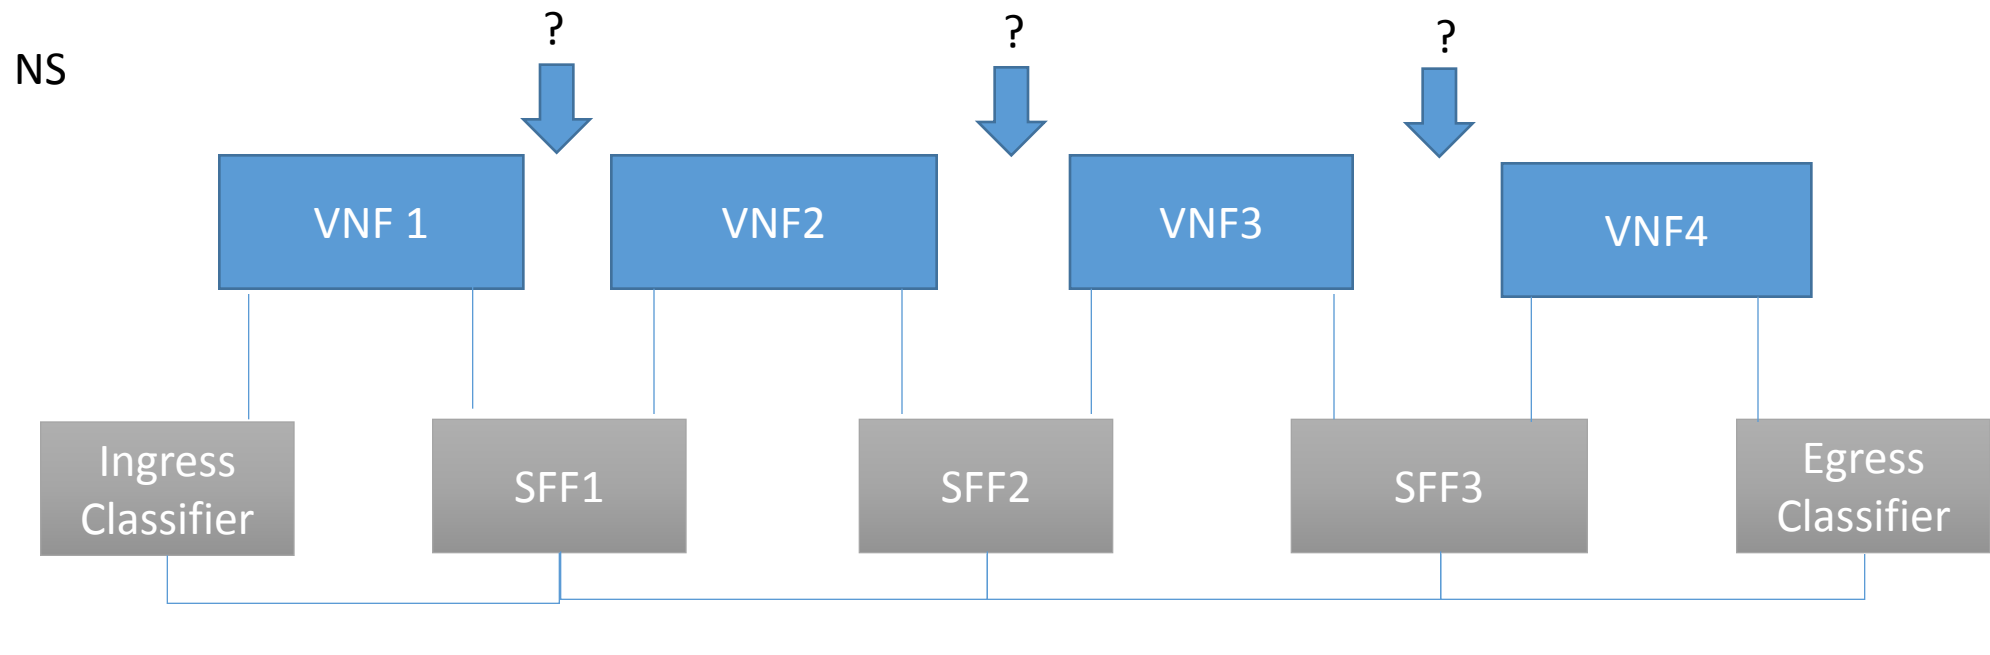 ? ? ?
NS
VNF 1 VNF2 VNF3 VNF4
Ingress
Classifier
SFF1 SFF2 SFF3
Egress
Classifier